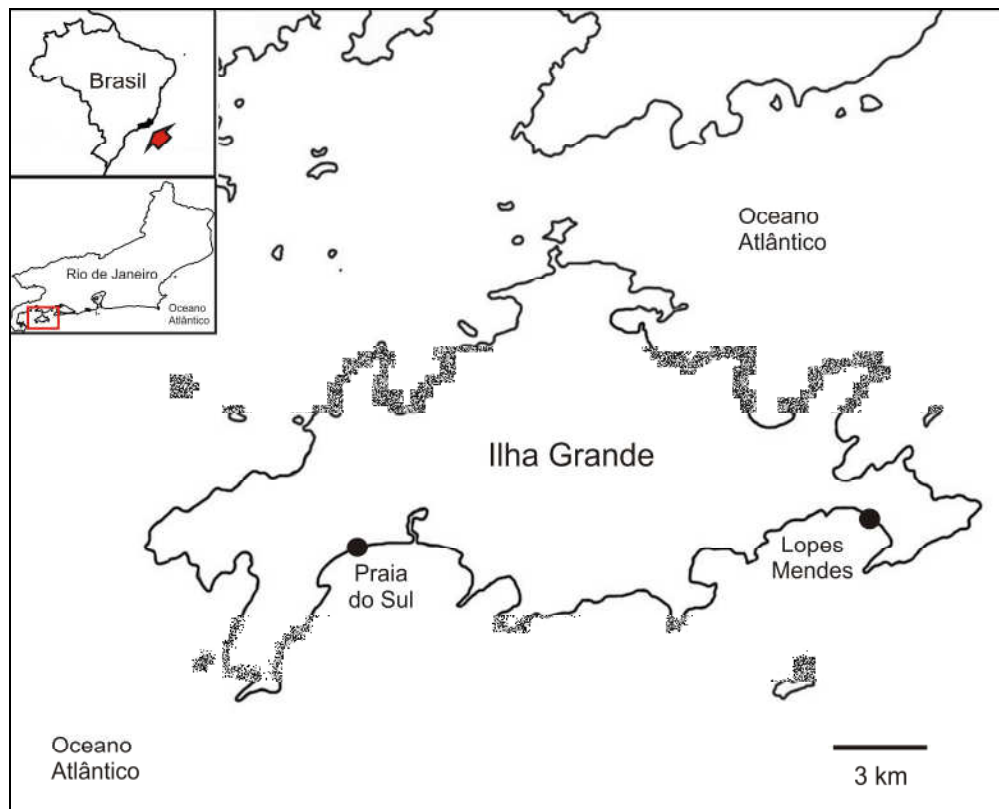 Brasil
Rio de Janeiro
Oceano
Atlântico
Oceano
Atlântico
Ilha Grande
Praia
do Sul
Lopes
Mendes
Oceano
Atlântico
3 km